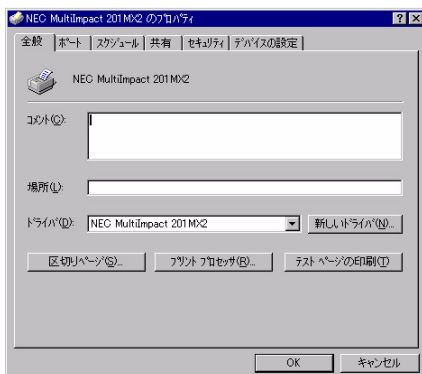 NEC MultiImpact 201MX2 のﾌﾟﾛﾊﾟﾃｨ
全般 ﾎﾟｰﾄ ｽｹｼﾞｭｰﾙ 共有 ｾｷｭﾘﾃｨ ﾃﾞﾊﾞｲｽの設定
NEC MultiImpact 201MX2
ｺﾒﾝﾄ(C):
場所(L):
ﾄﾞﾗｲﾊﾞ(D): NEC MultiImpact 201MX2 新しいﾄﾞﾗｲﾊﾞ(N)...
区切りﾍﾟｰｼﾞ(S)... ﾌﾟﾘﾝﾄ ﾌﾟﾛｾｯｻ(R)... ﾃｽﾄ ﾍﾟｰｼﾞの印刷(T)
OK ｷｬﾝｾﾙ